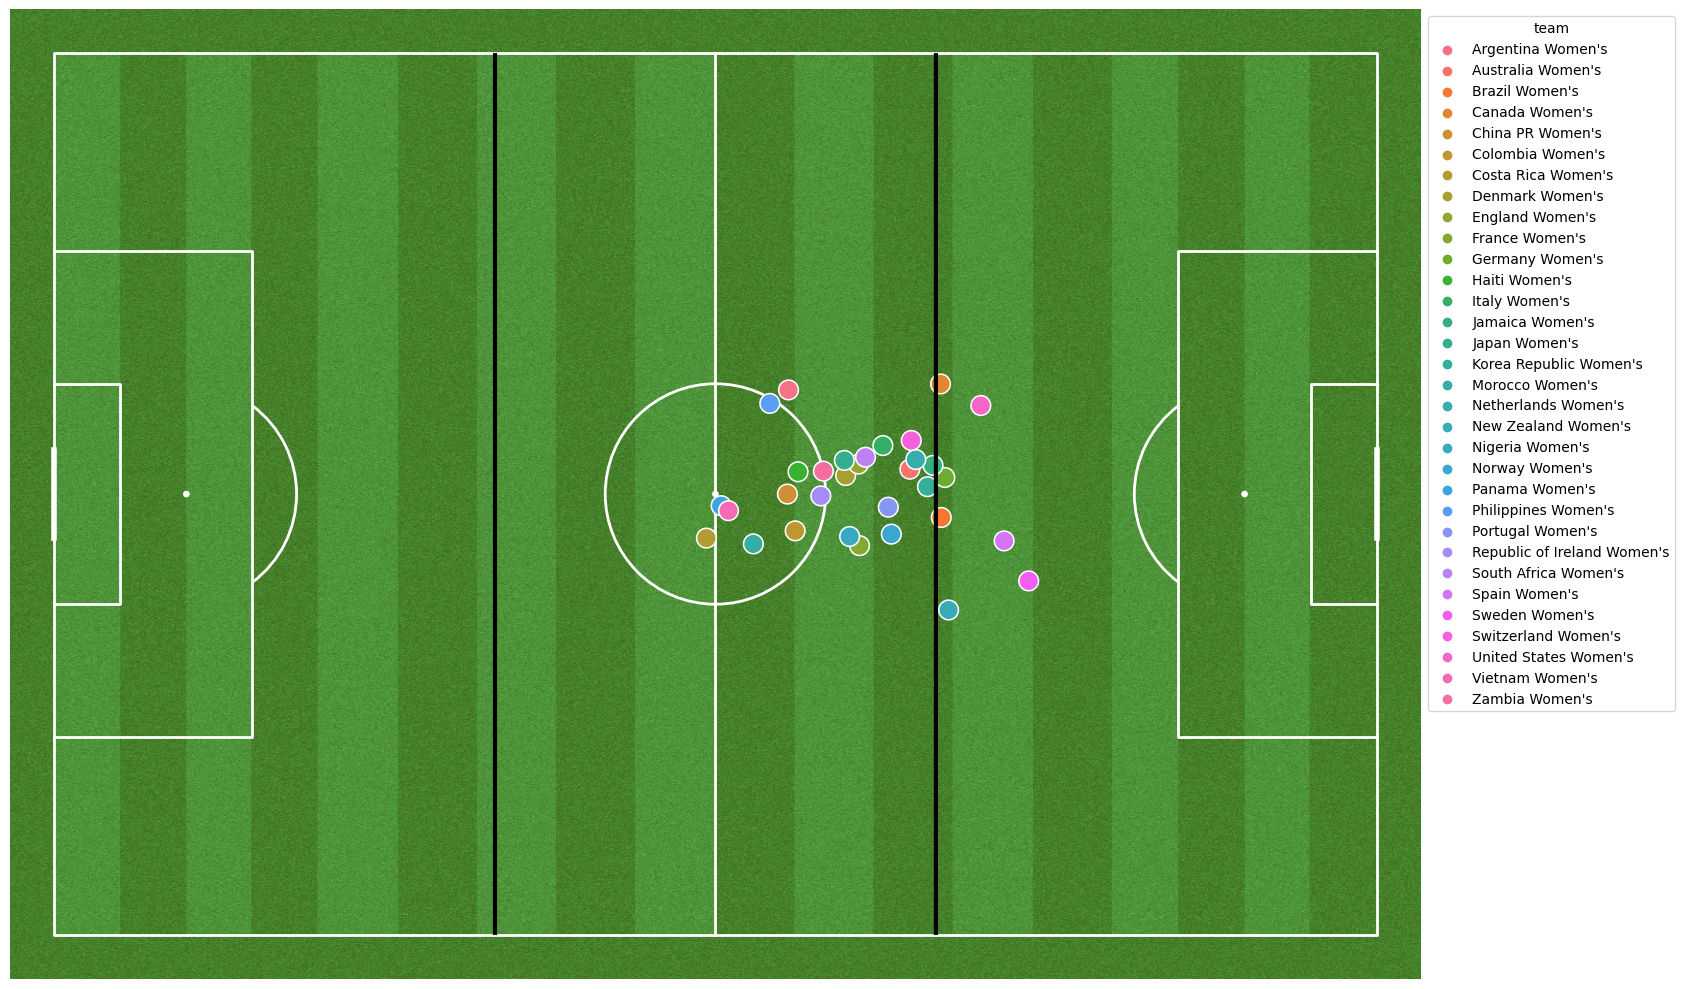 team
Argentina Women's
Australia Women's
Brazil Women's
Canada Women's
China PR Women's
Colombia Women's
Costa Rica Women's
Denmark Women's
England Women's
France Women's
Germany Women's
Haiti Women's
Italy Women's
Jamaica Women's
Japan Women's
Korea Republic Women's
Morocco Women's
Netherlands Women's
New Zealand Women's
Nigeria Women's
Norway Women's
Panama Women's
Philippines Women's
Portugal Women's
Republic of Ireland Women's
South Africa Women's
Spain Women's
Sweden Women's
Switzerland Women's
United States Women's
Vietnam Women's
Zambia Women's